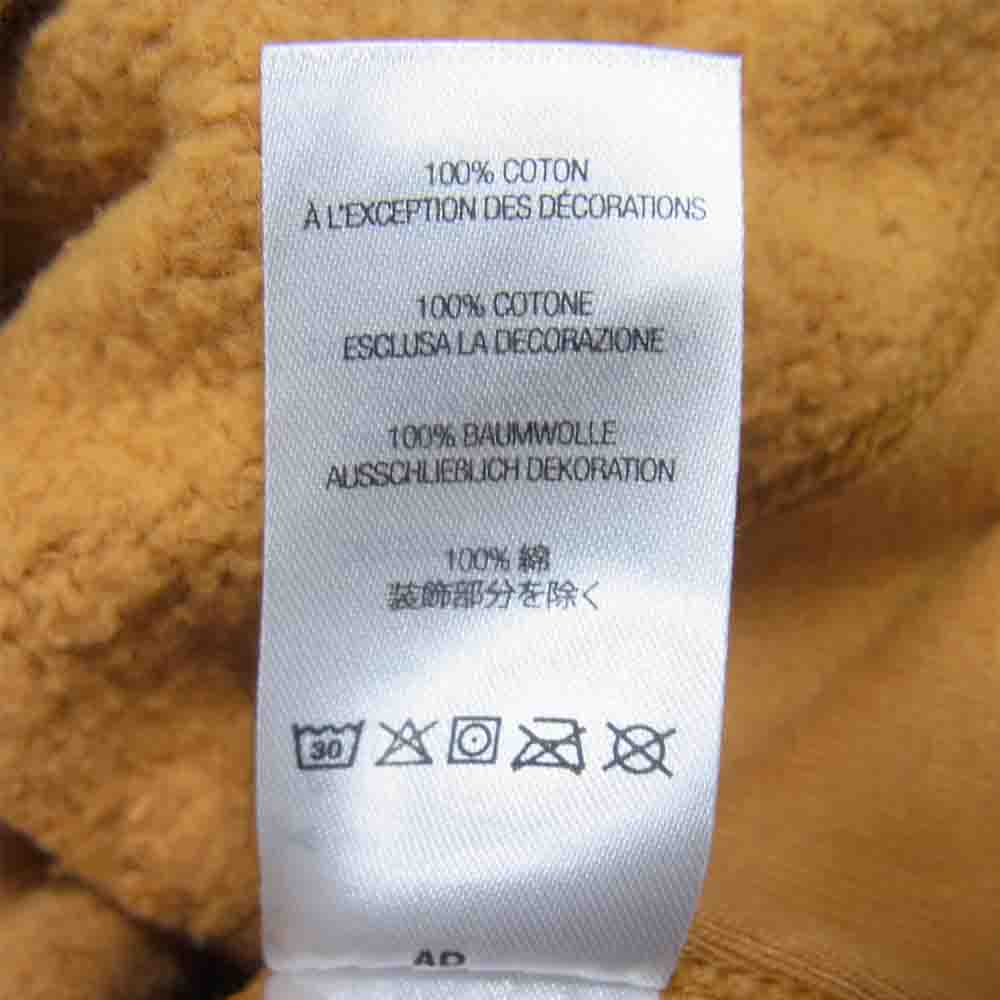 100% COTON
À L'EXCEPTION DES DÉCORATIONS
100% COTONE
ESCLUSA LA DECORAZIONE
100% BAUMWOLLE
AUSSCHLIEBLICH DEKORATION
100% 綿
装飾部分を除く
30